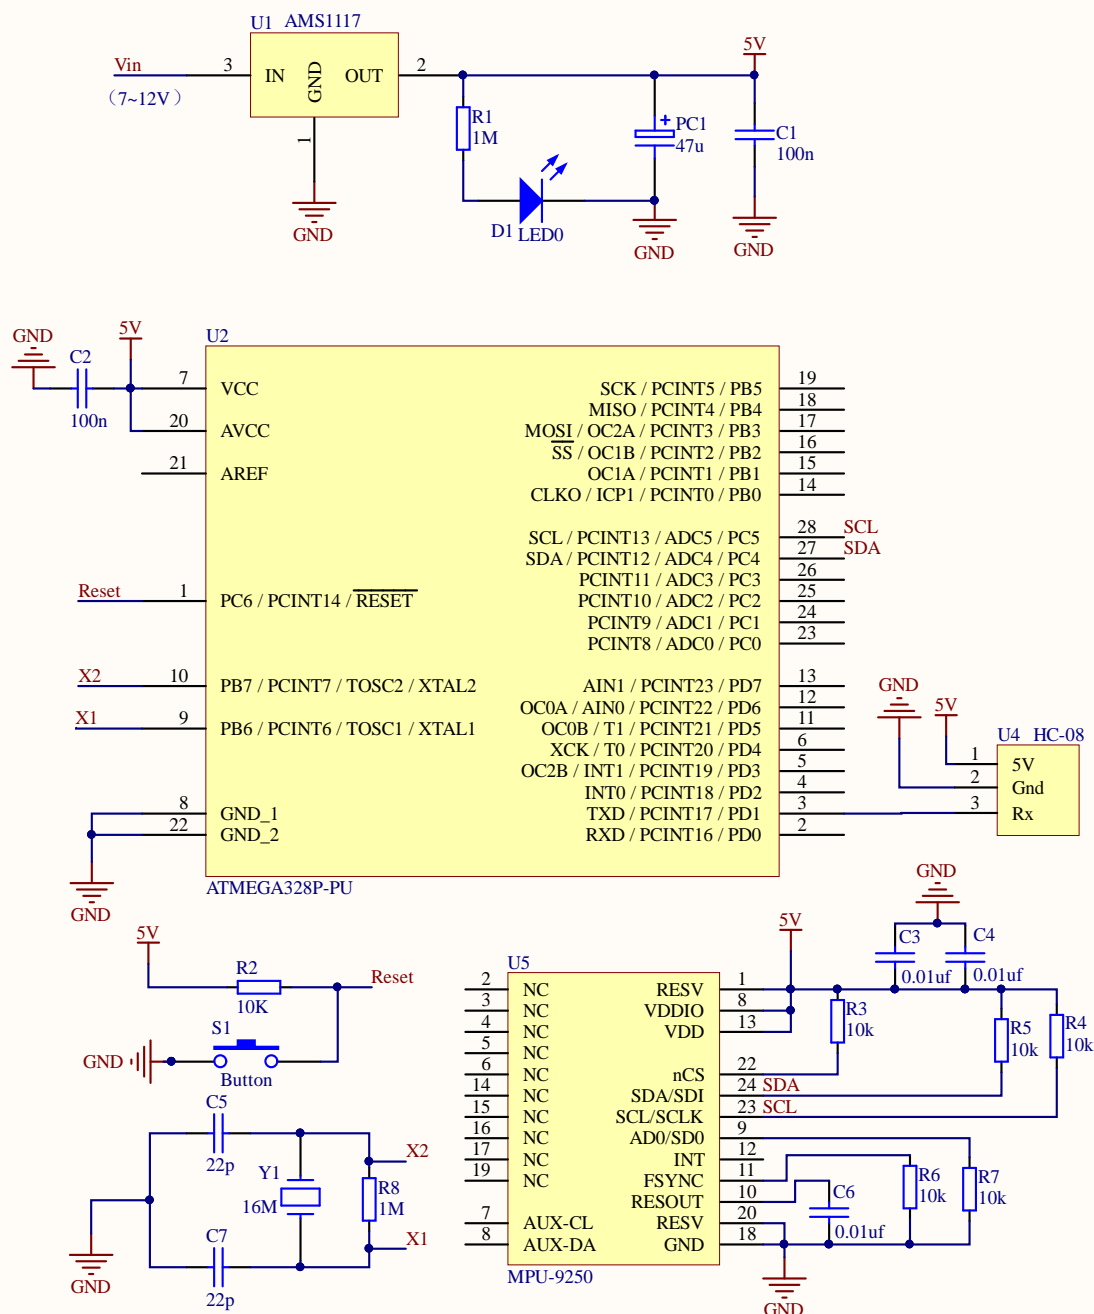 U1 AMS1117
Vin 3 IN GND OUT 2 5V
（7~12V）
1
R1
1M
PC1
47u
C1
100n
D1 LED0
GND
GND
GND
GND
5V
C2
100n
U2
7 VCC
20 AVCC
21 AREF
Reset 1 PC6 / PCINT14 / RESET
X2 10 PB7 / PCINT7 / TOSC2 / XTAL2
X1 9 PB6 / PCINT6 / TOSC1 / XTAL1
8 GND_1
22 GND_2
GND
SCK / PCINT5 / PB5 19
MISO / PCINT4 / PB4 18
MOSI / OC2A / PCINT3 / PB3 17
SS / OC1B / PCINT2 / PB2 16
OC1A / PCINT1 / PB1 15
CLKO / ICP1 / PCINT0 / PB0 14
SCL / PCINT13 / ADC5 / PC5 28 SCL
SDA / PCINT12 / ADC4 / PC4 27 SDA
PCINT11 / ADC3 / PC3 26
PCINT10 / ADC2 / PC2 25
PCINT9 / ADC1 / PC1 24
PCINT8 / ADC0 / PC0 23
AIN1 / PCINT23 / PD7 13
OC0A / AIN0 / PCINT22 / PD6 12
OC0B / T1 / PCINT21 / PD5 11
XCK / T0 / PCINT20 / PD4 6
OC2B / INT1 / PCINT19 / PD3 5
INT0 / PCINT18 / PD2 4
TXD / PCINT17 / PD1 3
RXD / PCINT16 / PD0 2
ATMEGA328P-PU
GND
5V
U4 HC-08
1 5V
2 Gnd
3 Rx
5V
R2
10K
Reset
S1
GND
Button
C5
22p
Y1
16M
X2
R8
1M
X1
C7
22p
GND
U5
2 NC
3 NC
4 NC
5 NC
6 NC
14 NC
15 NC
16 NC
17 NC
19 NC
7 AUX-CL
8 AUX-DA
RESV 1
VDDIO 8
VDD 13
nCS 22
SDA/SDI 24 SDA
SCL/SCLK 23 SCL
AD0/SD0 9
INT 12
FSYNC 11
RESOUT 10
RESV 20
GND 18
MPU-9250
5V
GND
C3
0.01uf
C4
0.01uf
R3
10k
R5
10k
R4
10k
C6
0.01uf
R6
10k
R7
10k
GND